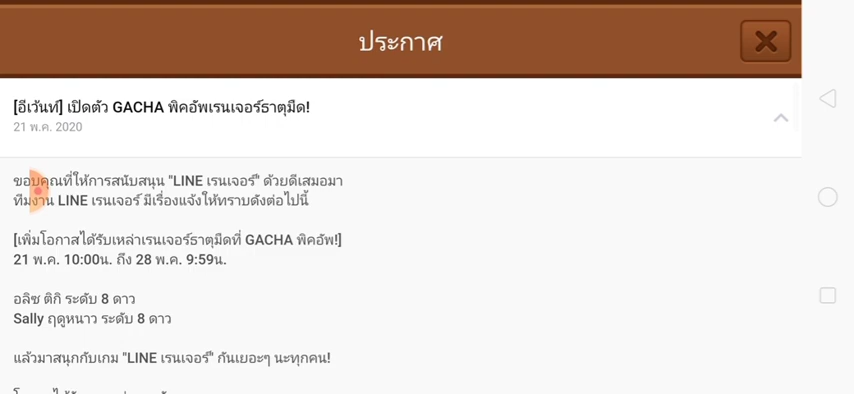 ประกาศ
[อีเว้นท์] เปิดตัว GACHA พิคอัพเรนเจอร์ธาตุมืด!
21 พ.ค. 2020
ขอบคุณที่ให้การสนับสนุน "LINE เรนเจอร์" ด้วยดีเสมอมา
ทีมงาน LINE เรนเจอร์ มีเรื่องแจ้งให้ทราบดังต่อไปนี้
[เพิ่มโอกาสได้รับเหล่าเรนเจอร์ธาตุมืดที่ GACHA พิคอัพ!]
21 พ.ค. 10:00น. ถึง 28 พ.ค. 9:59น.
อลิซ ติกิ ระดับ 8 ดาว
Sally ฤดูหนาว ระดับ 8 ดาว
แล้วมาสนุกกับเกม "LINE เรนเจอร์" กันเยอะๆ นะทุกคน!